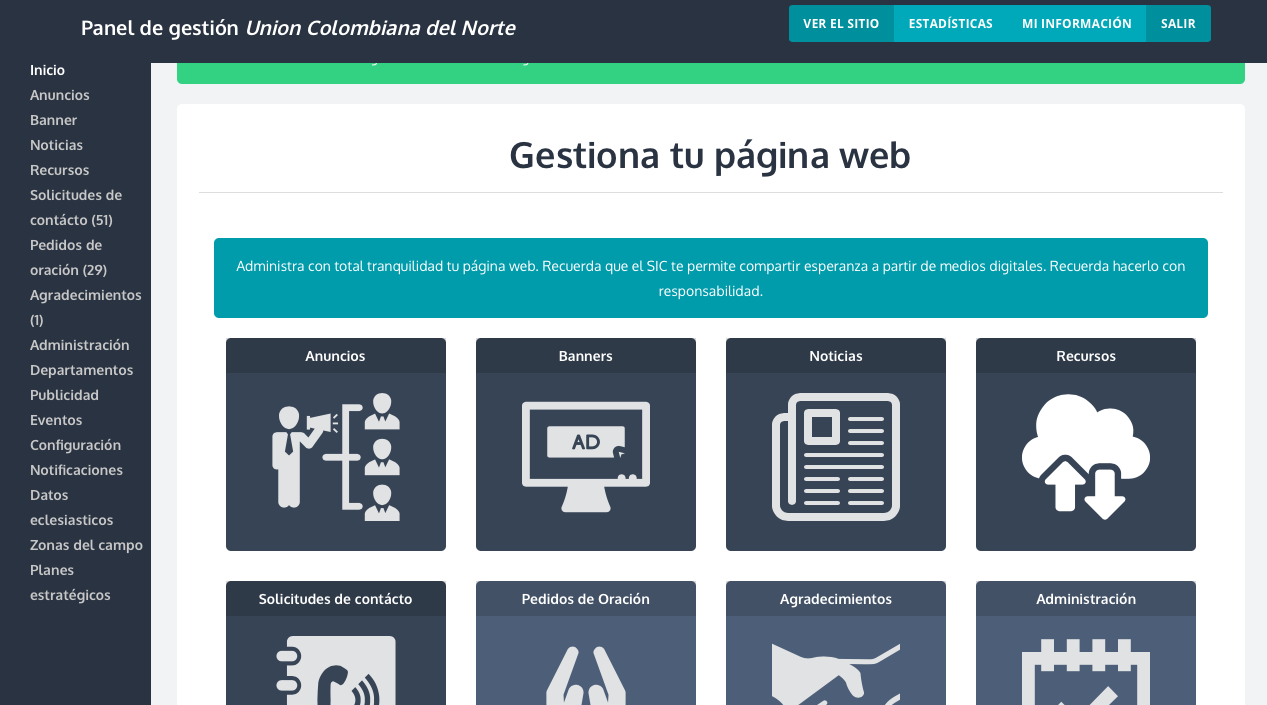 Panel de gestión Union Colombiana del Norte
VER EL SITIO
ESTADÍSTICAS
MI INFORMACIÓN
SALIR
Inicio
Anuncios
Banner
Noticias
Recursos
Solicitudes de
contácto (51)
Pedidos de
oración (29)
Agradecimientos
(1)
Administración
Departamentos
Publicidad
Eventos
Configuración
Notificaciones
Datos
eclesiasticos
Zonas del campo
Planes
estratégicos
Gestiona tu página web
Administra con total tranquilidad tu página web. Recuerda que el SIC te permite compartir esperanza a partir de medios digitales. Recuerda hacerlo con
responsabilidad.
Anuncios
Banners
Noticias
Recursos
AD
Solicitudes de contácto
Pedidos de Oración
Agradecimientos
Administración